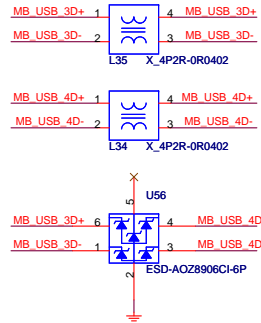 MB_USB_3D+ 1 4 MB_USB_3D+
MB_USB_3D- 2 3 MB_USB_3D-
L35 X_4P2R-0R0402
MB_USB_4D+ 1 4 MB_USB_4D+
MB_USB_4D- 2 3 MB_USB_4D-
L34 X_4P2R-0R0402
U56
5
MB_USB_3D+ 6 4 MB_USB_4D
MB_USB_3D- 1 3 MB_USB_4D
2
ESD-AOZ8906CI-6P